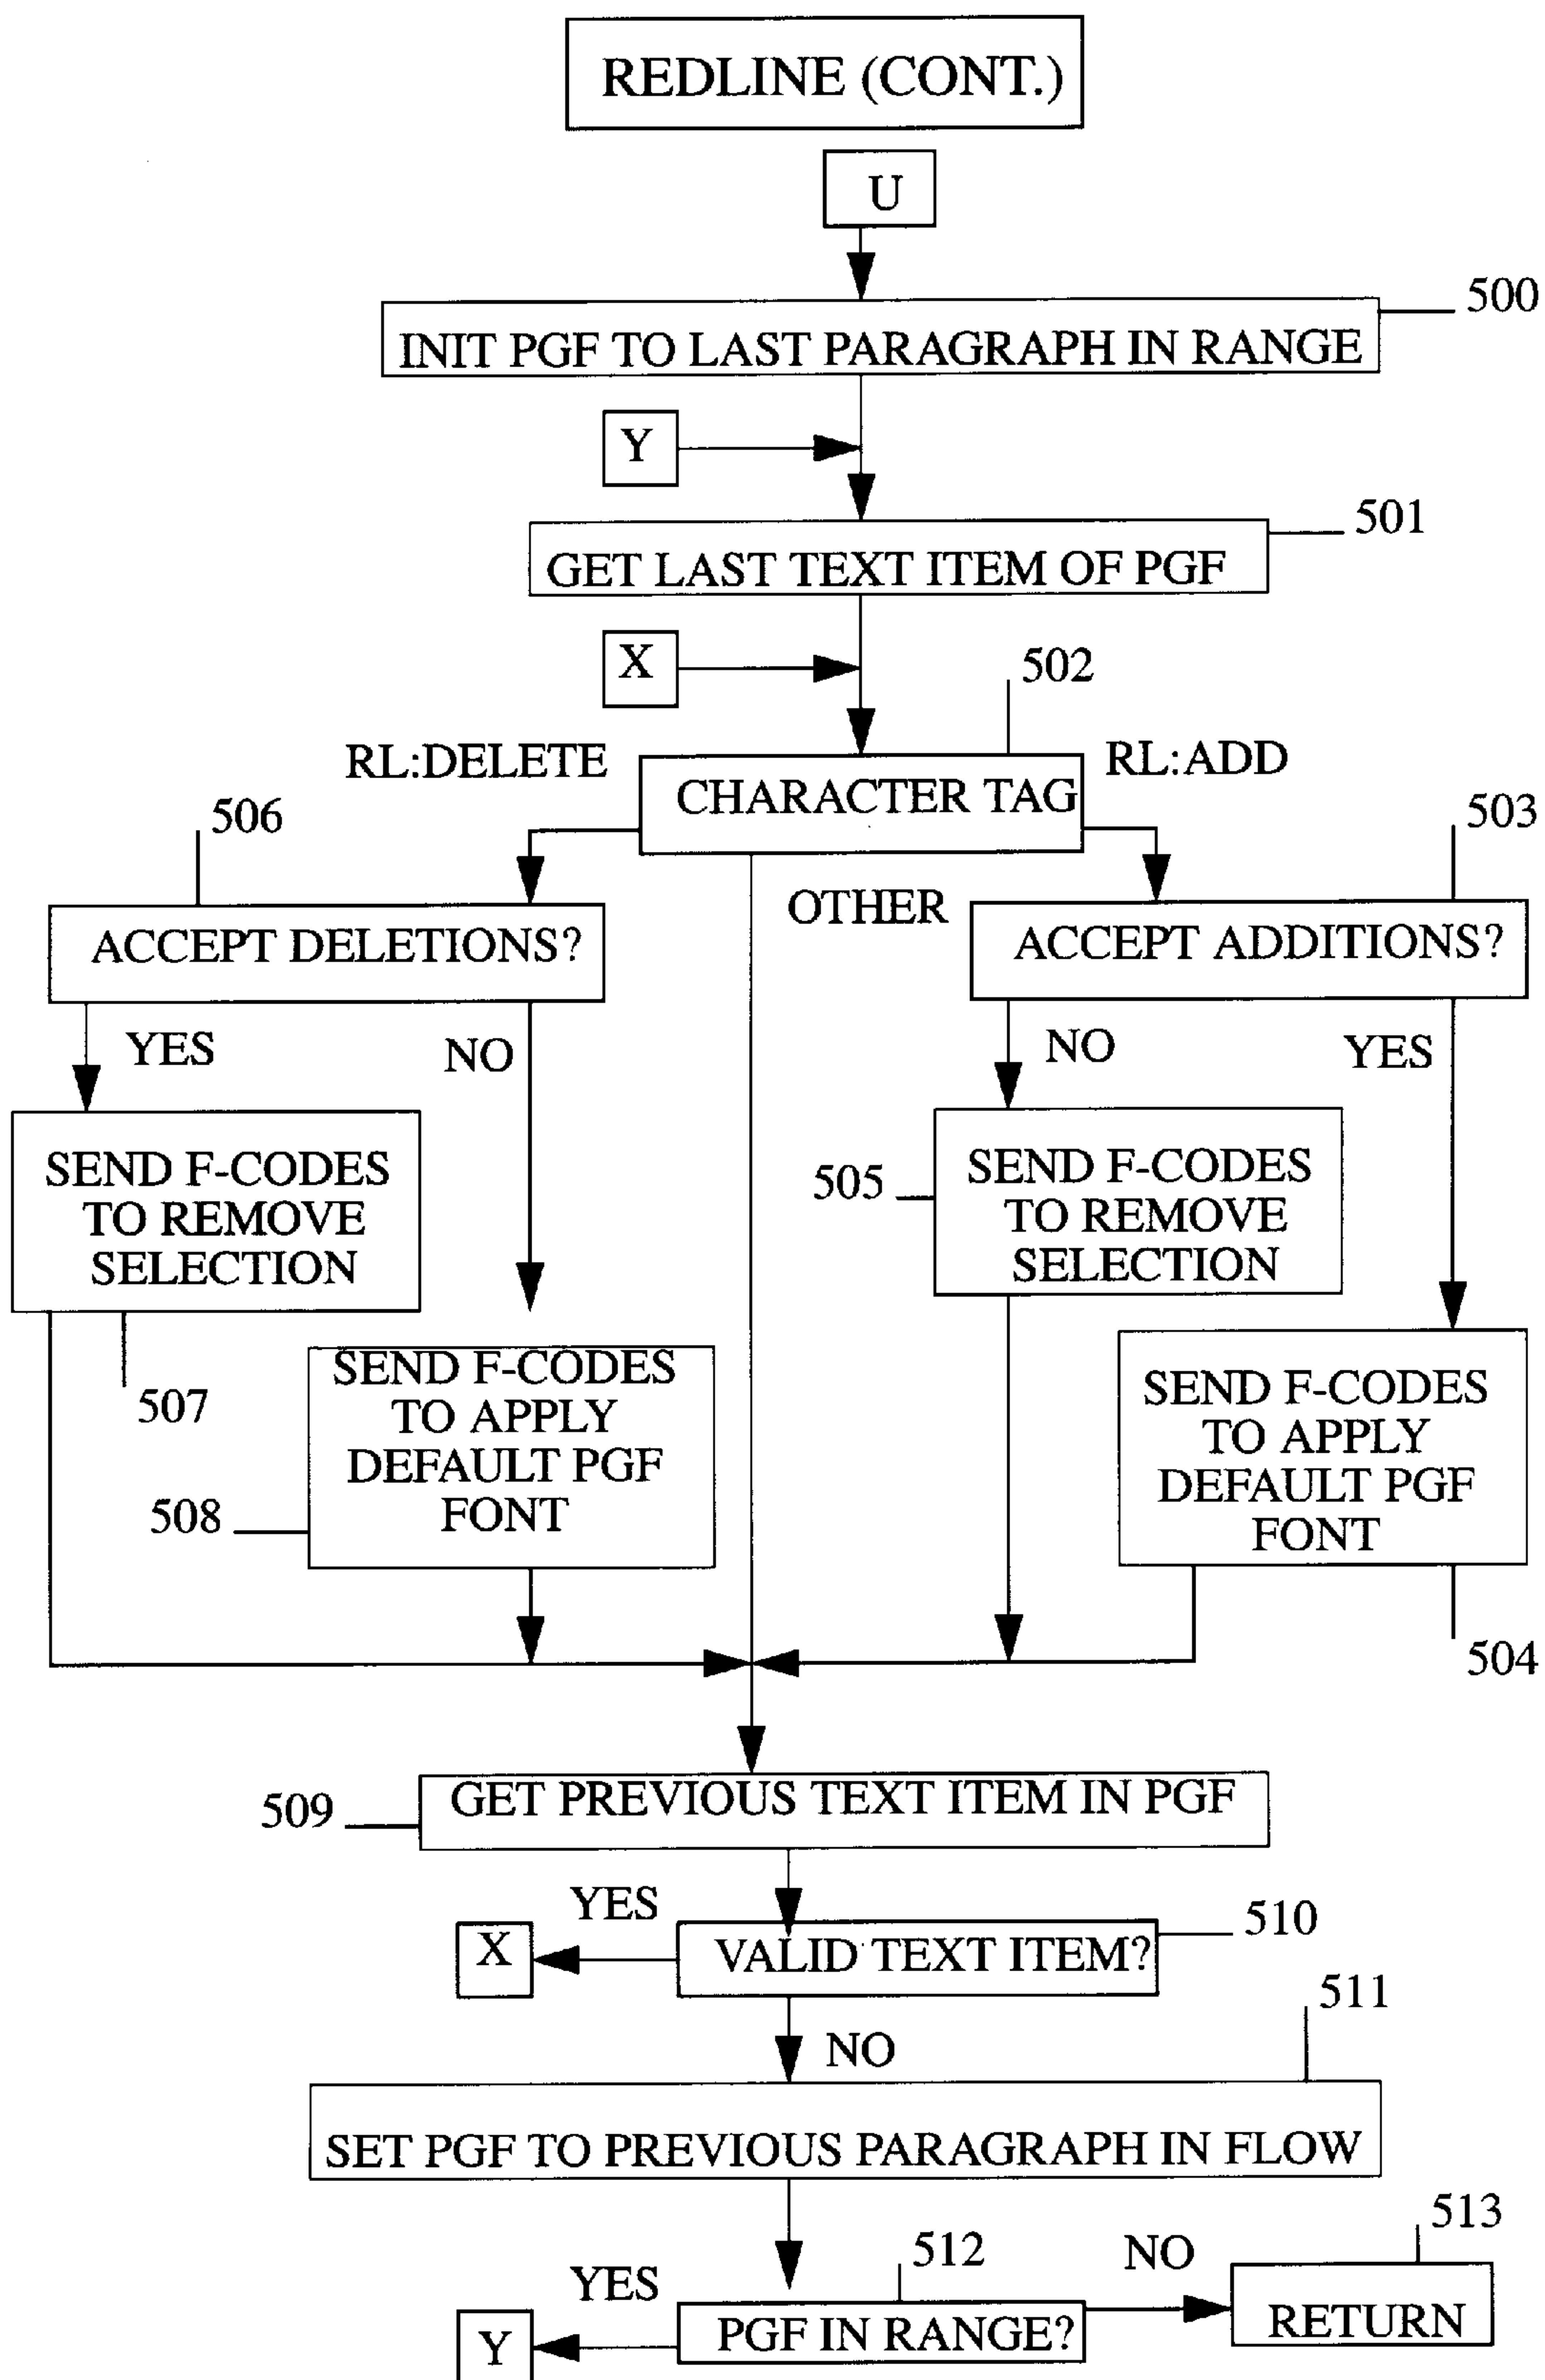 REDLINE (CONT.)
U
500
INIT PGF TO LAST PARAGRAPH IN RANGE
Y
501
GET LAST TEXT ITEM OF PGF
X
502
RL:DELETE
RL:ADD
CHARACTER TAG
506
503
OTHER
ACCEPT DELETIONS?
ACCEPT ADDITIONS?
YES
NO
NO
YES
SEND F-CODES
TO REMOVE
SELECTION
505
SEND F-CODES
TO REMOVE
SELECTION
507
SEND F-CODES
TO APPLY
DEFAULT PGF
FONT
508
SEND F-CODES
TO APPLY
DEFAULT PGF
FONT
504
509
GET PREVIOUS TEXT ITEM IN PGF
YES
510
X
VALID TEXT ITEM?
511
NO
SET PGF TO PREVIOUS PARAGRAPH IN FLOW
513
512
NO
YES
RETURN
PGF IN RANGE?
Y